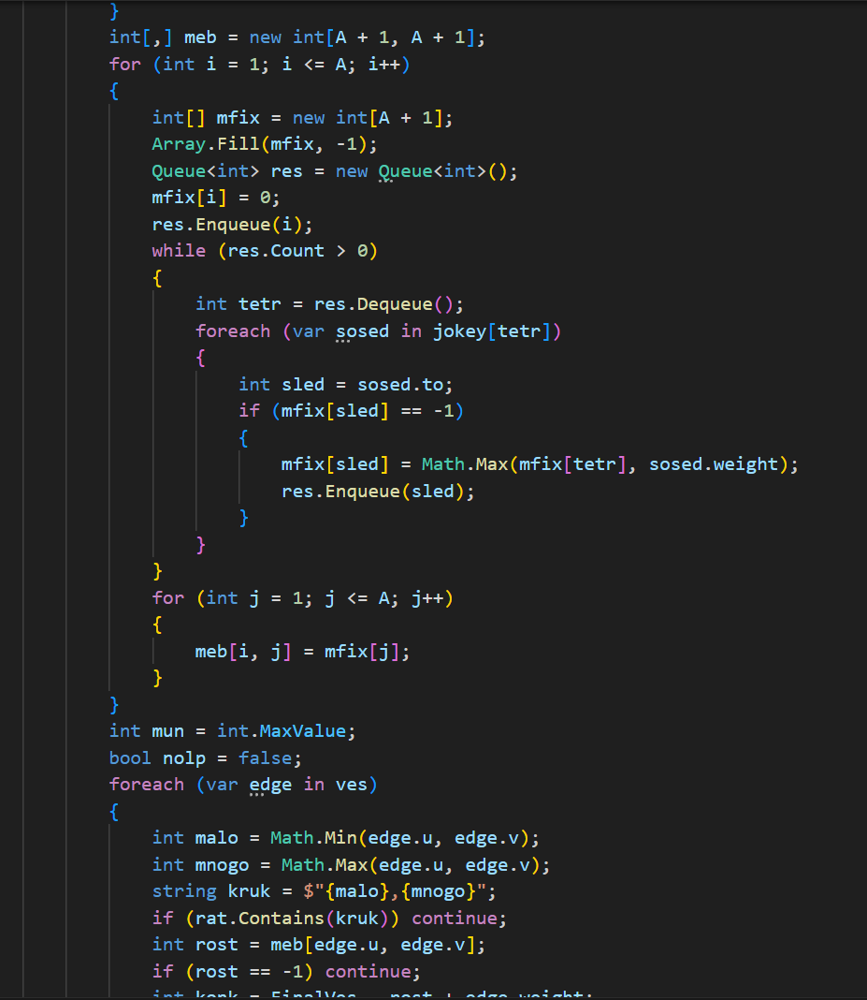 }
int[,] meb = new int[A + 1, A + 1];
for (int i = 1; i <= A; i++)
{
int[] mfix = new int[A + 1];
Array.Fill(mfix, -1);
Queue<int> res = new Queue<int>();
mfix[i] = 0;
res.Enqueue(i);
while (res.Count > 0)
{
int tetr = res.Dequeue();
foreach (var sosed in jokey[tetr])
{
int sled = sosed.to;
if (mfix[sled] == -1)
{
mfix[sled] = Math.Max(mfix[tetr], sosed.weight);
res.Enqueue(sled);
}
}
}
for (int j = 1; j <= A; j++)
{
meb[i, j] = mfix[j];
}
}
int mun = int.MaxValue;
bool nolp = false;
foreach (var edge in ves)
{
int malo = Math.Min(edge.u, edge.v);
int mnogo = Math.Max(edge.u, edge.v);
string kruk = $"{malo},{mnogo}";
if (rat.Contains(kruk)) continue;
int rost = meb[edge.u, edge.v];
if (rost == -1) continue;